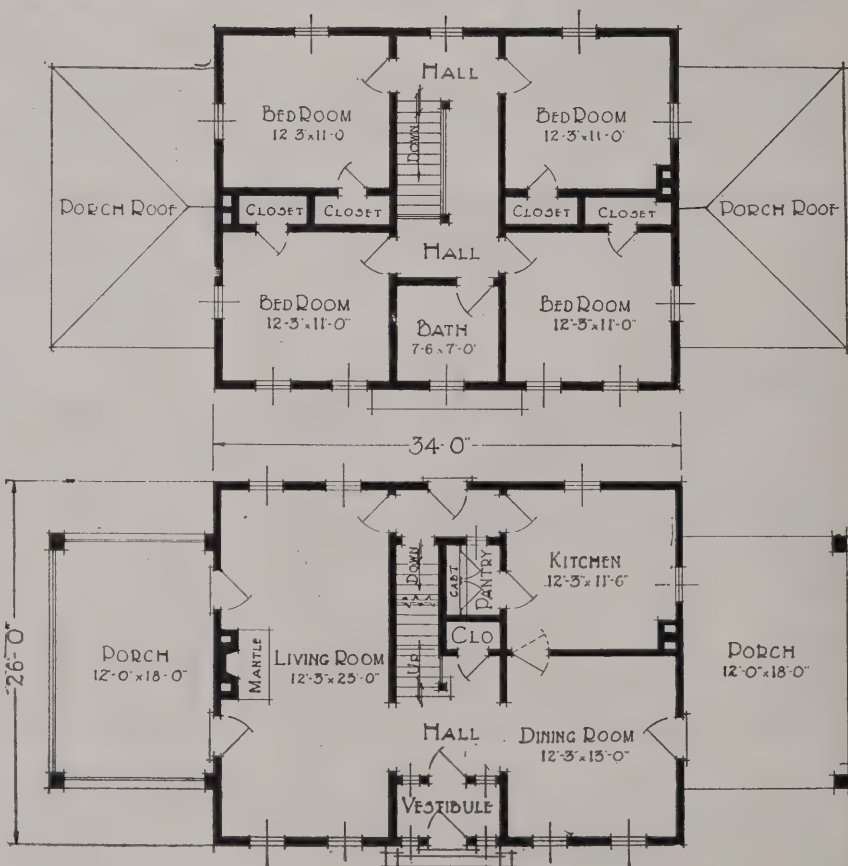 HALL
BED ROOM
12-3"x11-0
BED ROOM
12-3"x11-0"
DOWN
PORCH ROOF
CLOSET
CLOSET
CLOSET
CLOSET
PORCH ROOF
HALL
BED ROOM
12'-3"x11'-0"
BATH
7-6 x 7'-0"
BED ROOM
12'-3"x11'-0"
34-0"
26-0"
DOWN
CABT
PANTRY
KITCHEN
12'-3"x11'-6"
PORCH
12'-0"x18'-0"
MANTLE
LIVING ROOM
12'-3"x25'-0"
UP
CLO
PORCH
12'-0"x18'-0"
HALL
DINING ROOM
12'-3"x13'-0"
VESTIBULE